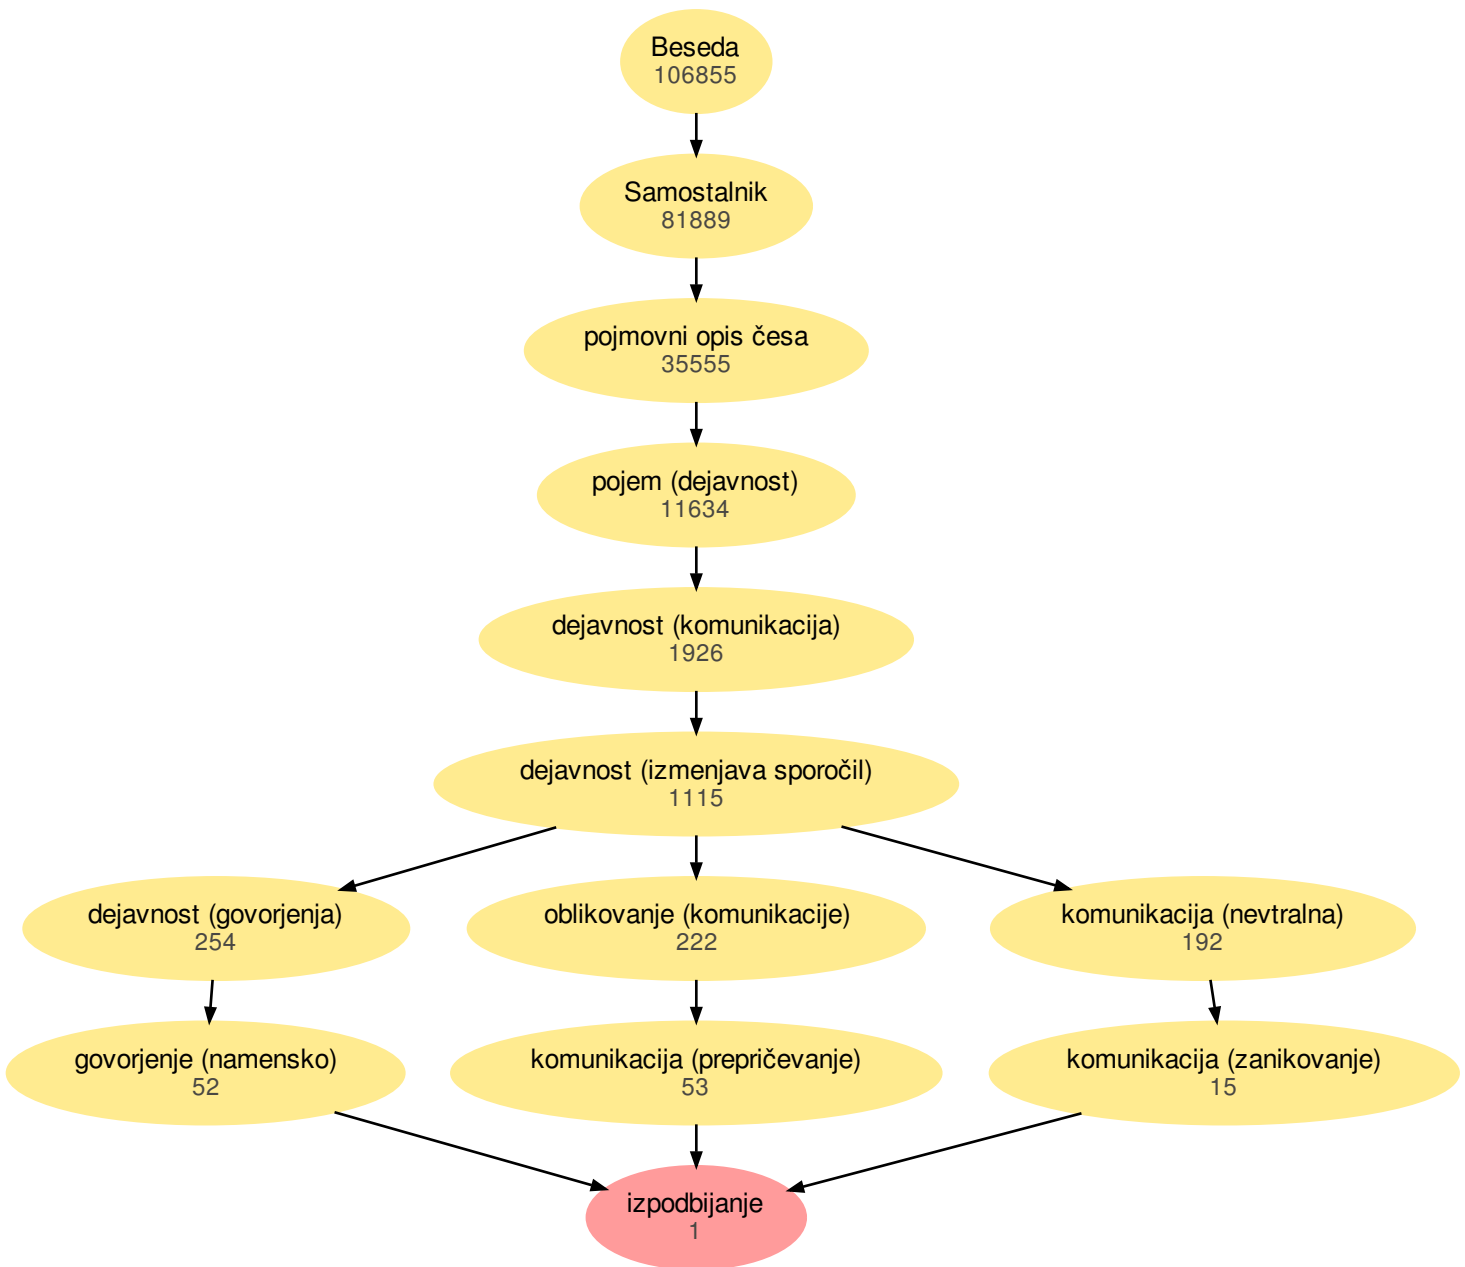 Beseda
106855
Samostalnik
81889
pojmovni opis česa
35555
pojem (dejavnost)
11634
dejavnost (komunikacija)
1926
dejavnost (izmenjava sporočil)
1115
dejavnost (govorjenja)
254
oblikovanje (komunikacije)
222
komunikacija (nevtralna)
192
govorjenje (namensko)
52
komunikacija (prepričevanje)
53
komunikacija (zanikovanje)
15
izpodbijanje
1